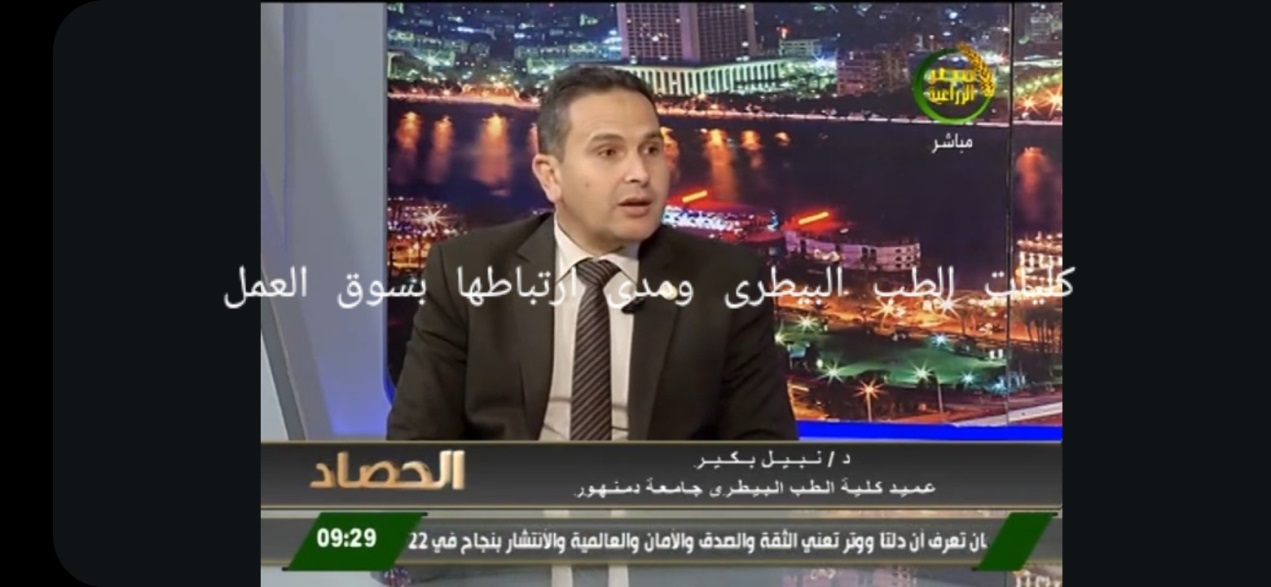 مصر
الزراعية
مباشر
كليات الطب البيطرى ومدى ارتباطها بسوق العمل
د / نبيل بكير
عميد كلية الطب البيطرى جامعة دمنهور
الحصاد
ان تعرف أن دلتا ووتر تعني الثقة والصدق والأمان والعالمية والأنتشار بنجاح في 22
09:29